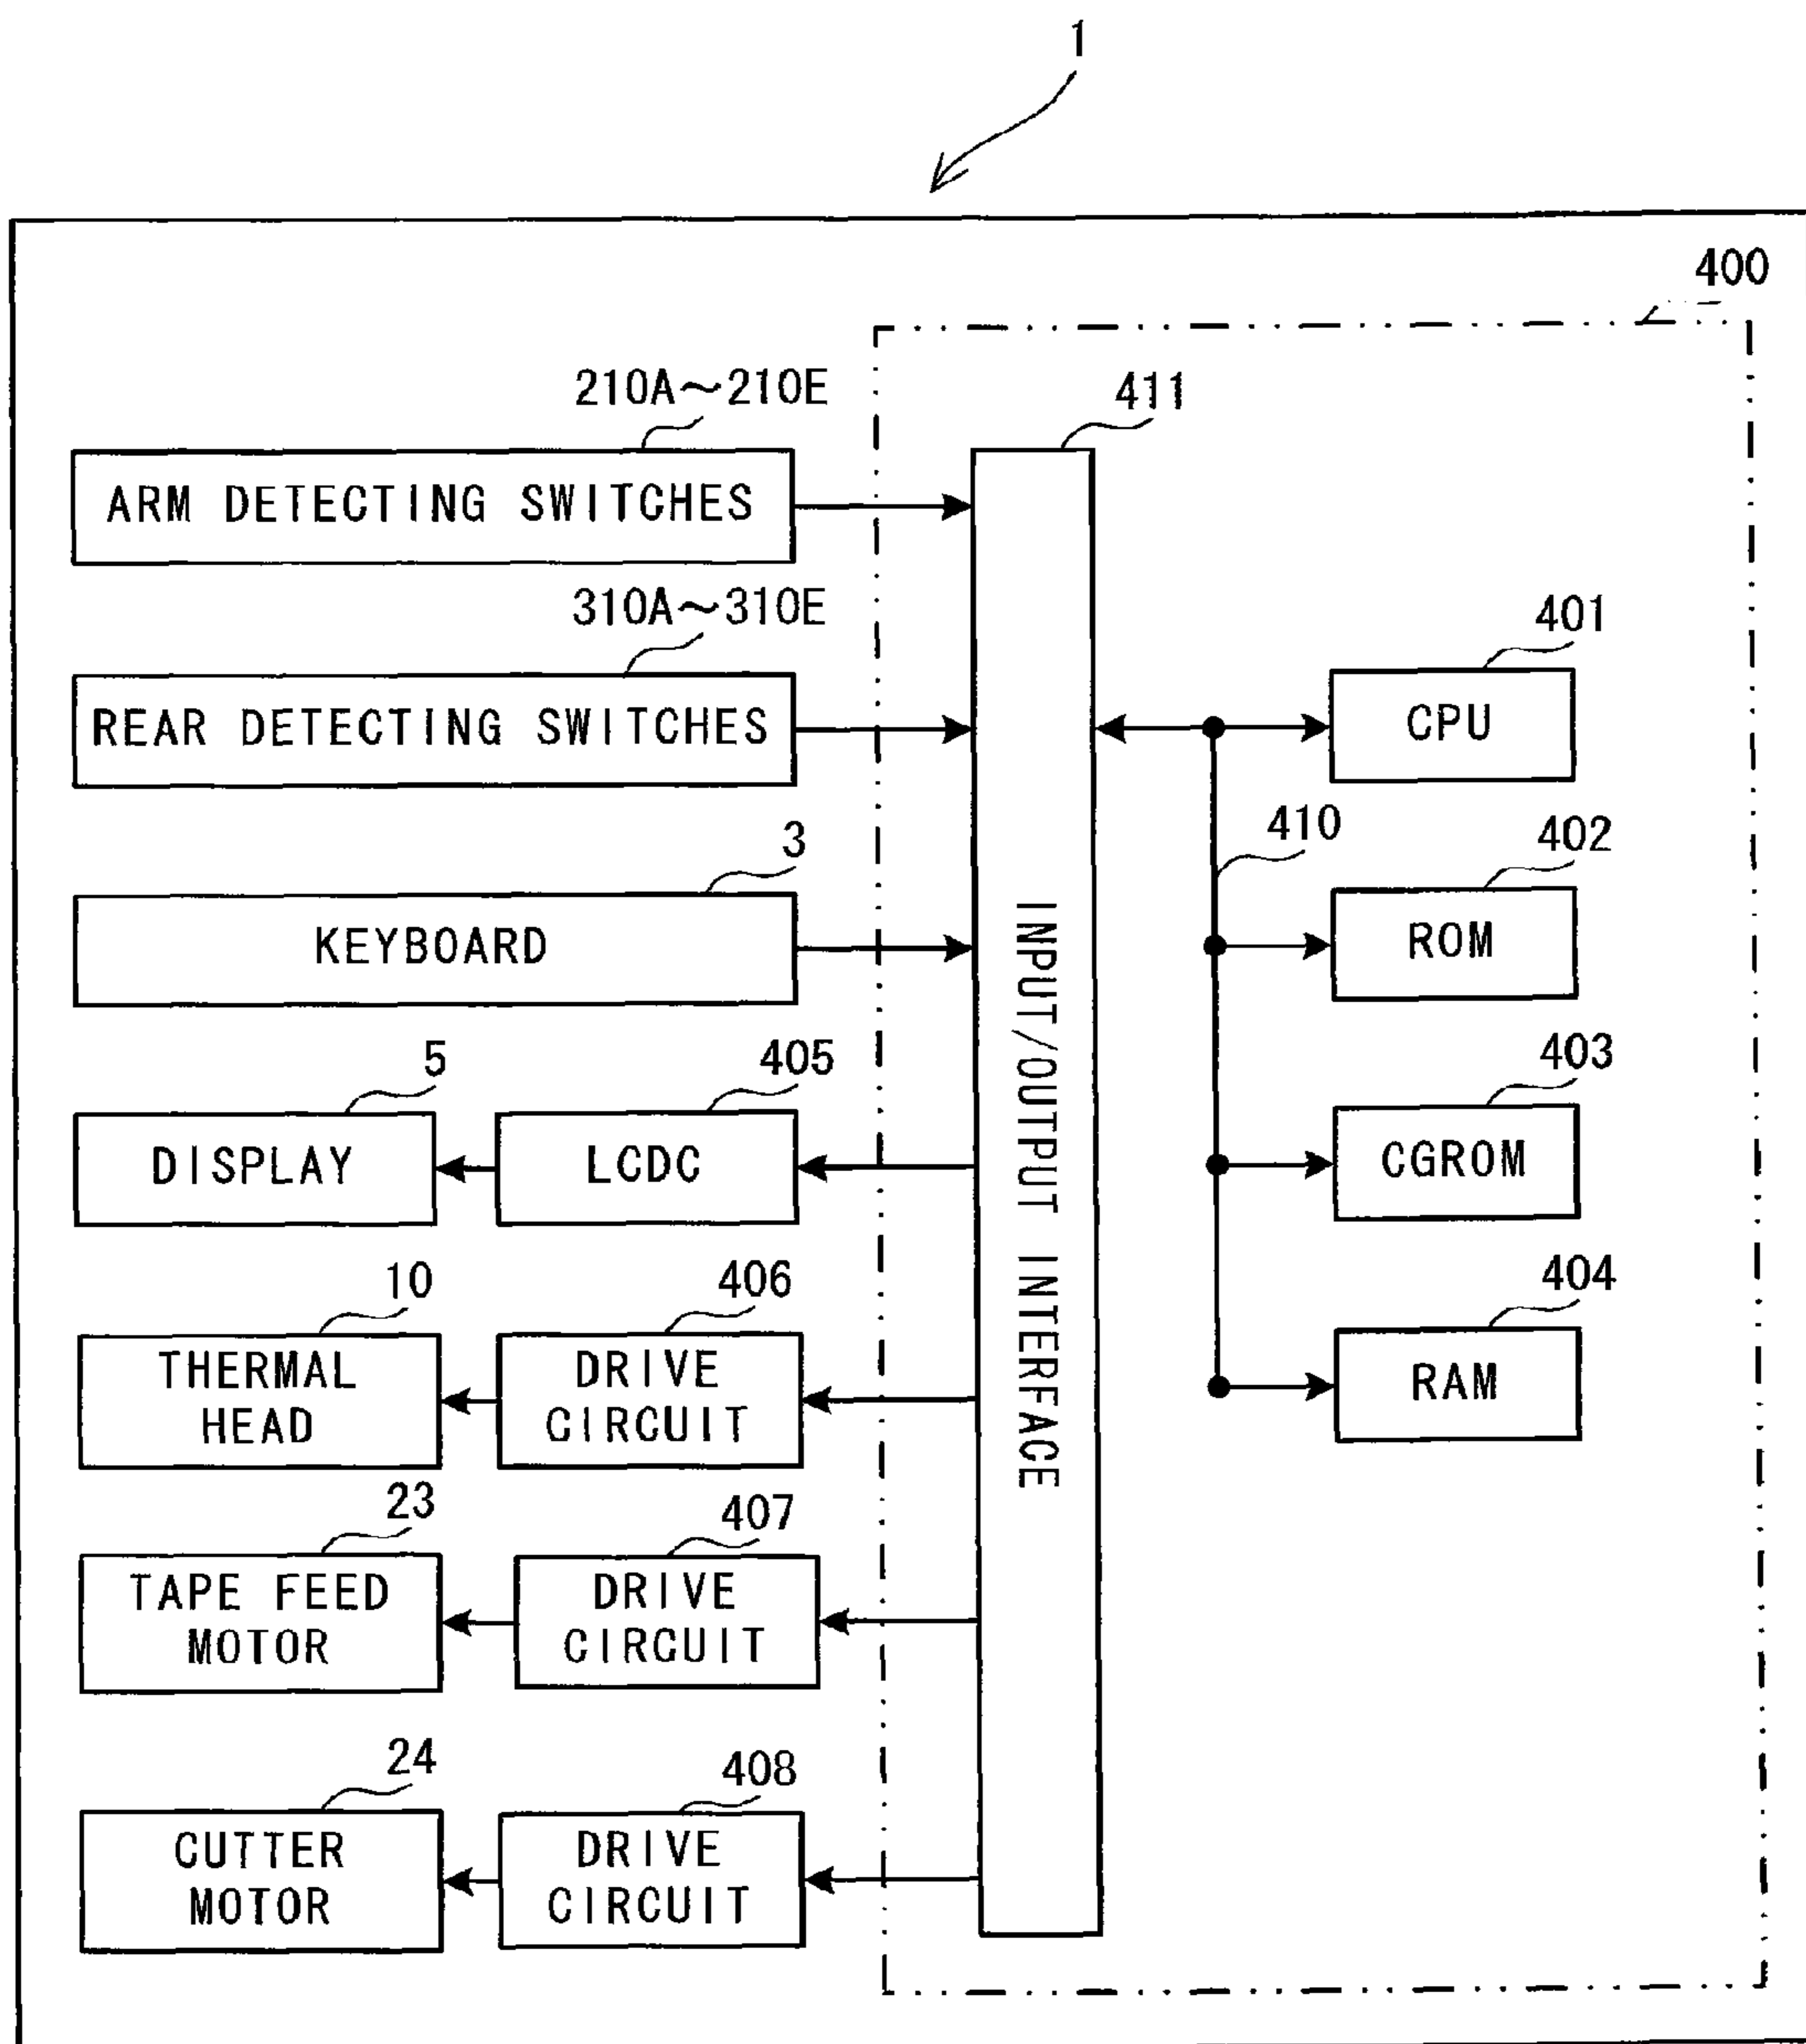 1
400
210A〜210E
411
ARM DETECTING SWITCHES
310A〜310E
401
REAR DETECTING SWITCHES
CPU
3
410
402
KEYBOARD
ROM
INPUT/OUTPUT INTERFACE
5
405
403
DISPLAY
LCDC
CGROM
10
406
404
THERMAL
HEAD
DRIVE
CIRCUIT
RAM
23
407
TAPE FEED
MOTOR
DRIVE
CIRCUIT
24
408
CUTTER
MOTOR
DRIVE
CIRCUIT